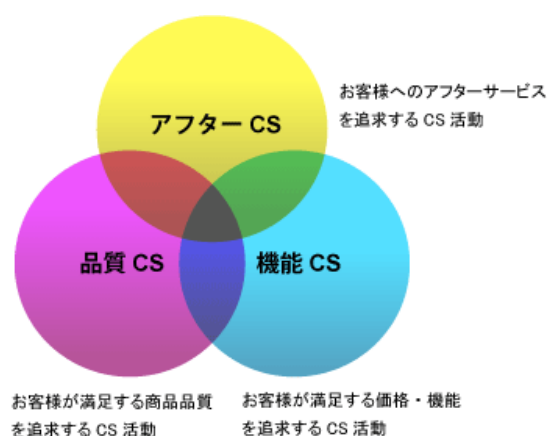 お客様へのアフターサービス
を追求する CS 活動
アフター CS
品質 CS
機能 CS
お客様が満足する商品品質
を追求する CS 活動
お客様が満足する価格・機能
を追求する CS 活動